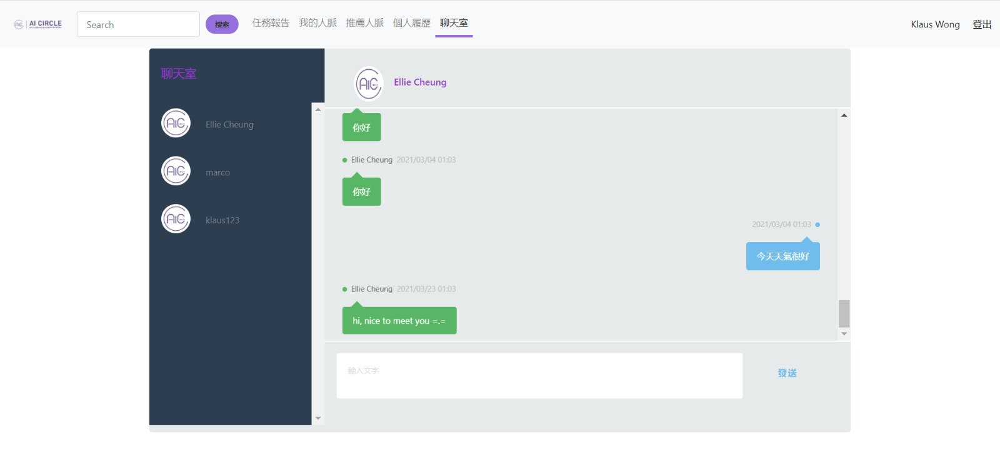 AIC | AI CIRCLE
Search
搜索
任務報告
我的人脈
推薦人脈
個人履歷
聊天室
Klaus Wong
登出
聊天室
AIC
Ellie Cheung
AIC
marco
AIC
klaus123
AIC
Ellie Cheung
你好
Ellie Cheung 2021/03/04 01:03
你好
2021/03/04 01:03
今天天氣很好
Ellie Cheung 2021/03/23 01:03
hi, nice to meet you =.=
輸入文字
發送